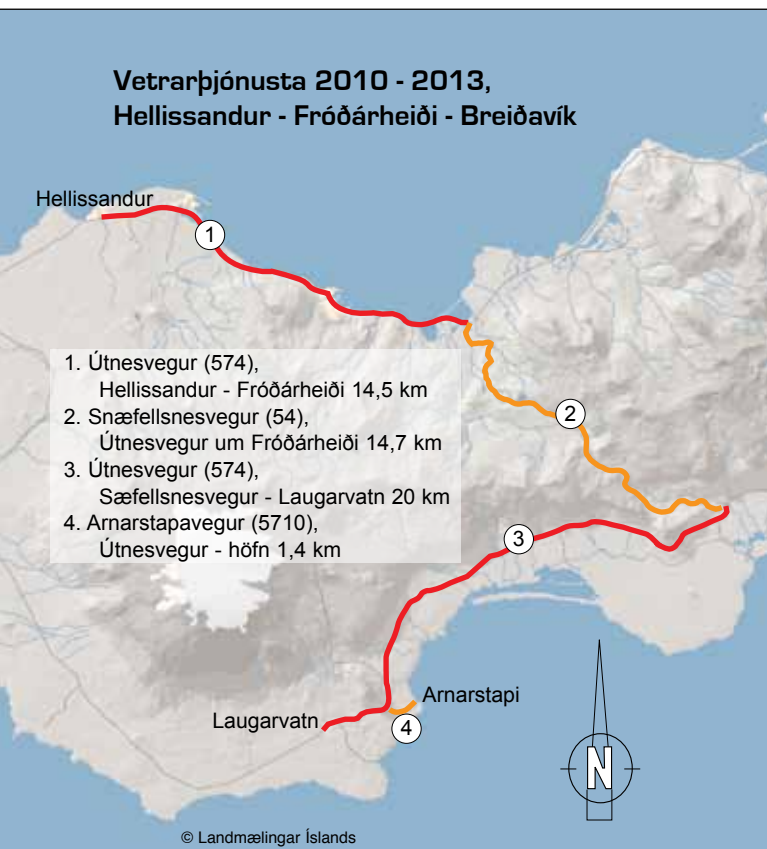 Vetrarþjónusta 2010 - 2013,
Hellissandur - Fróðárheiði - Breiðavík
Hellissandur
1
1. Útnesvegur (574),
Hellissandur - Fróðárheiði 14,5 km
2. Snæfellsnesvegur (54),
Útnesvegur um Fróðárheiði 14,7 km
3. Útnesvegur (574),
Sæfellsnesvegur - Laugarvatn 20 km
4. Arnarstapavegur (5710),
Útnesvegur - höfn 1,4 km
2
3
Arnarstapi
Laugarvatn
4
N
© Landmælingar Íslands